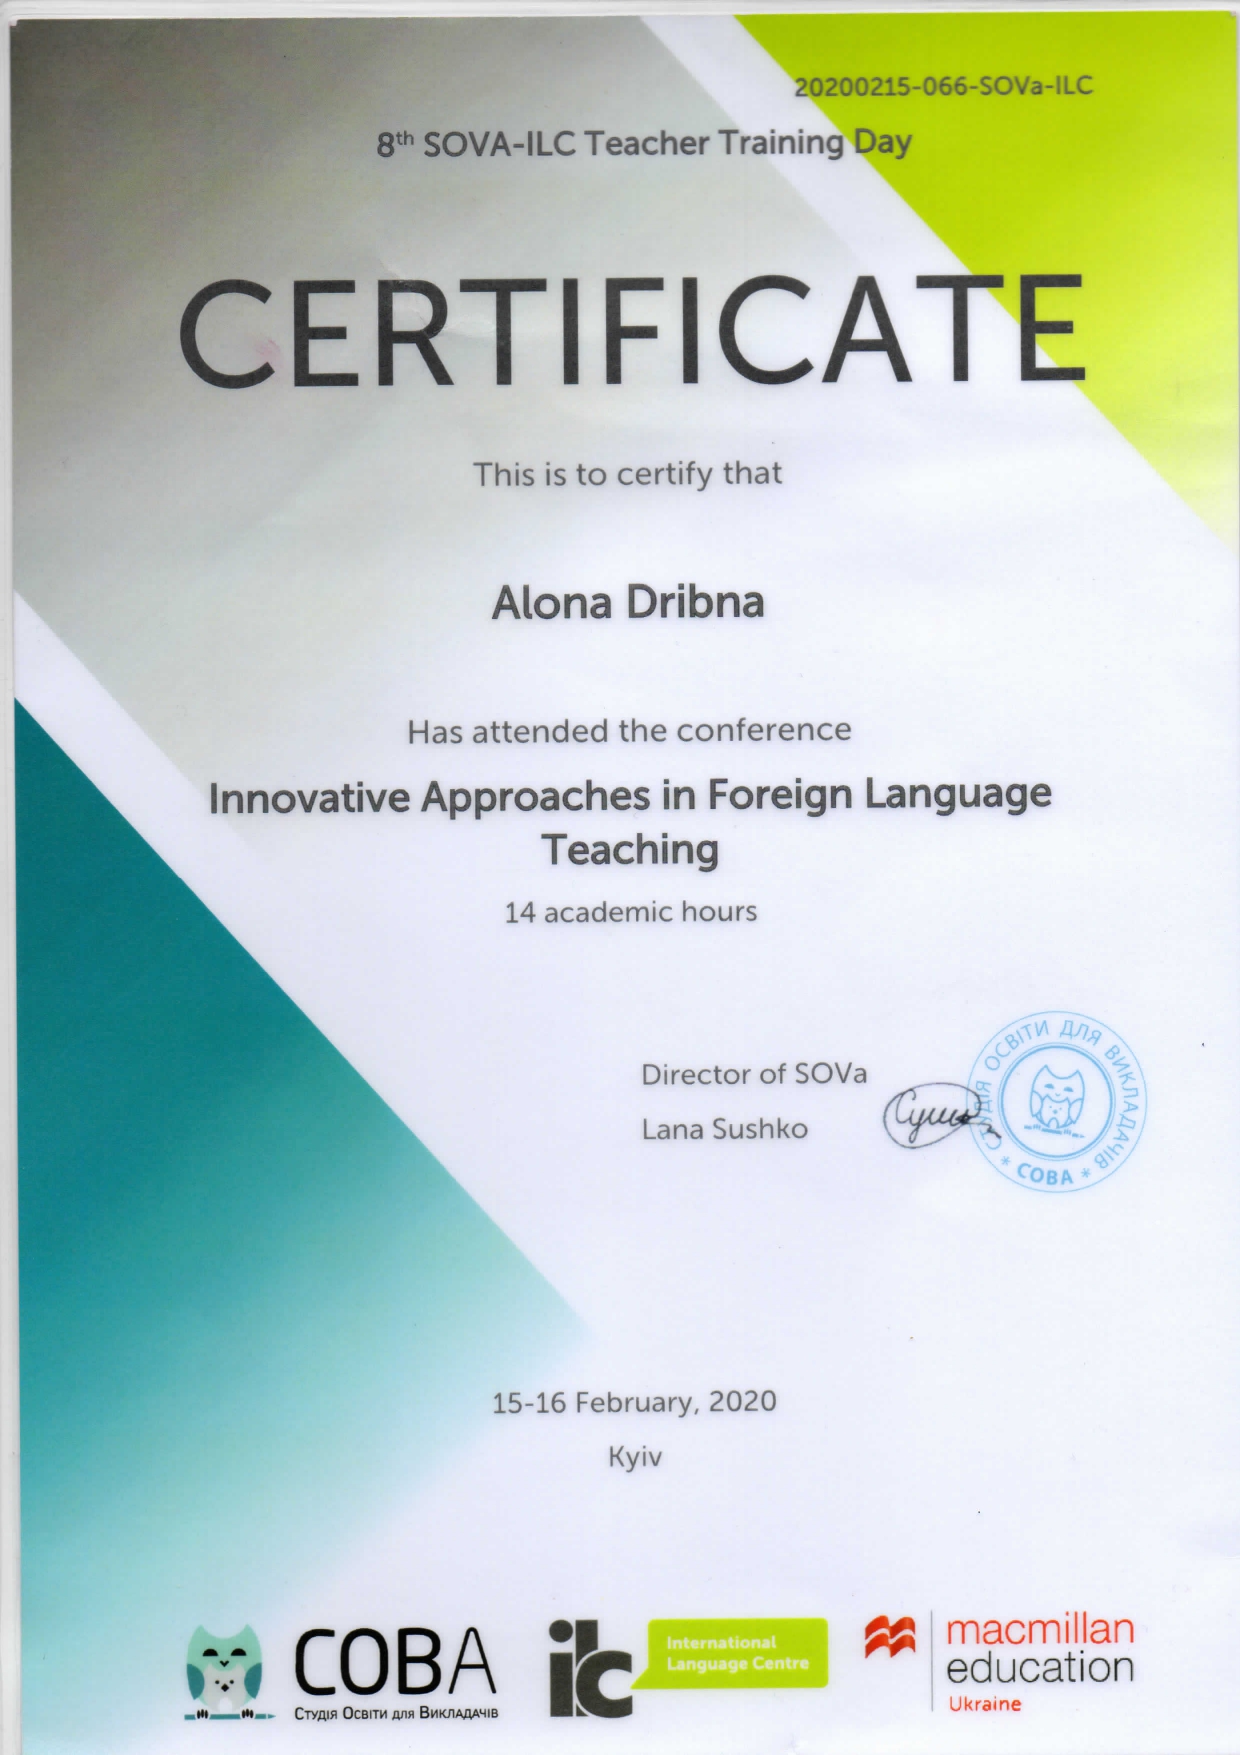 20200215-066-SOVa-ILC
8th SOVA-ILC Teacher Training Day
CERTIFICATE
This is to certify that
Alona Dribna
Has attended the conference
Innovative Approaches in Foreign Language
Teaching
14 academic hours
Director of SOVa
Lana Sushko
Суш
СТУДІЯ ОСВІТИ ДЛЯ ВИКЛАДАЧІВ
* СОВА *
15-16 February, 2020
Kyiv
СОВА
Студія Освіти для Викладачів
ilc
International
Language Centre
macmillan
education
Ukraine